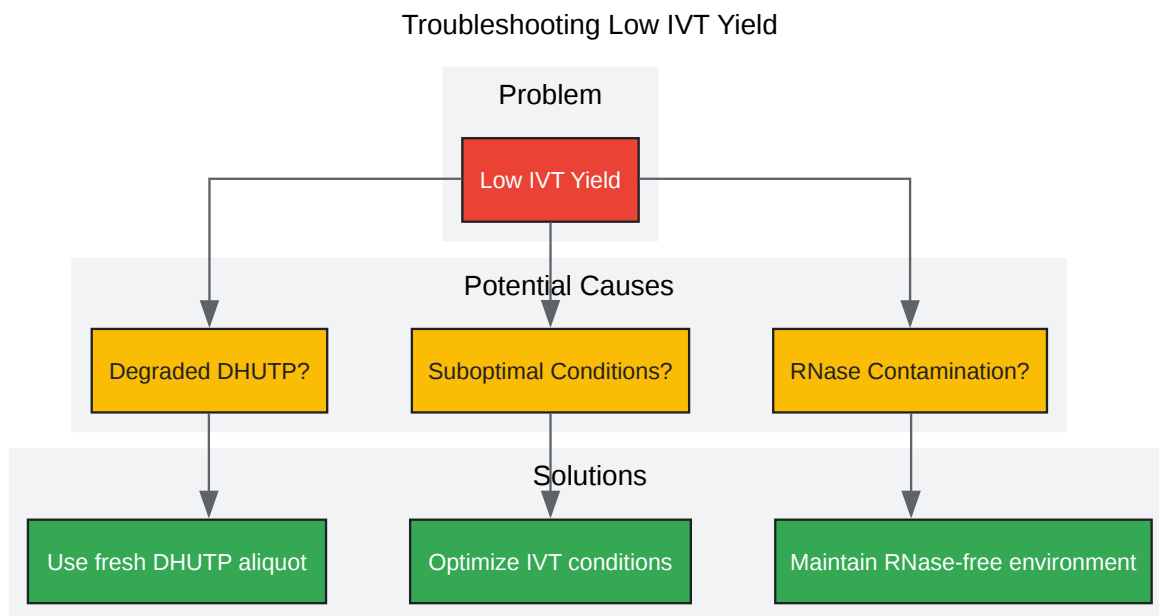 Troubleshooting Low IVT Yield
Problem
Low IVT Yield
Potential Causes
Degraded DHUTP?
Suboptimal Conditions?
RNase Contamination?
Solutions
Use fresh DHUTP aliquot
Optimize IVT conditions
Maintain RNase-free environment